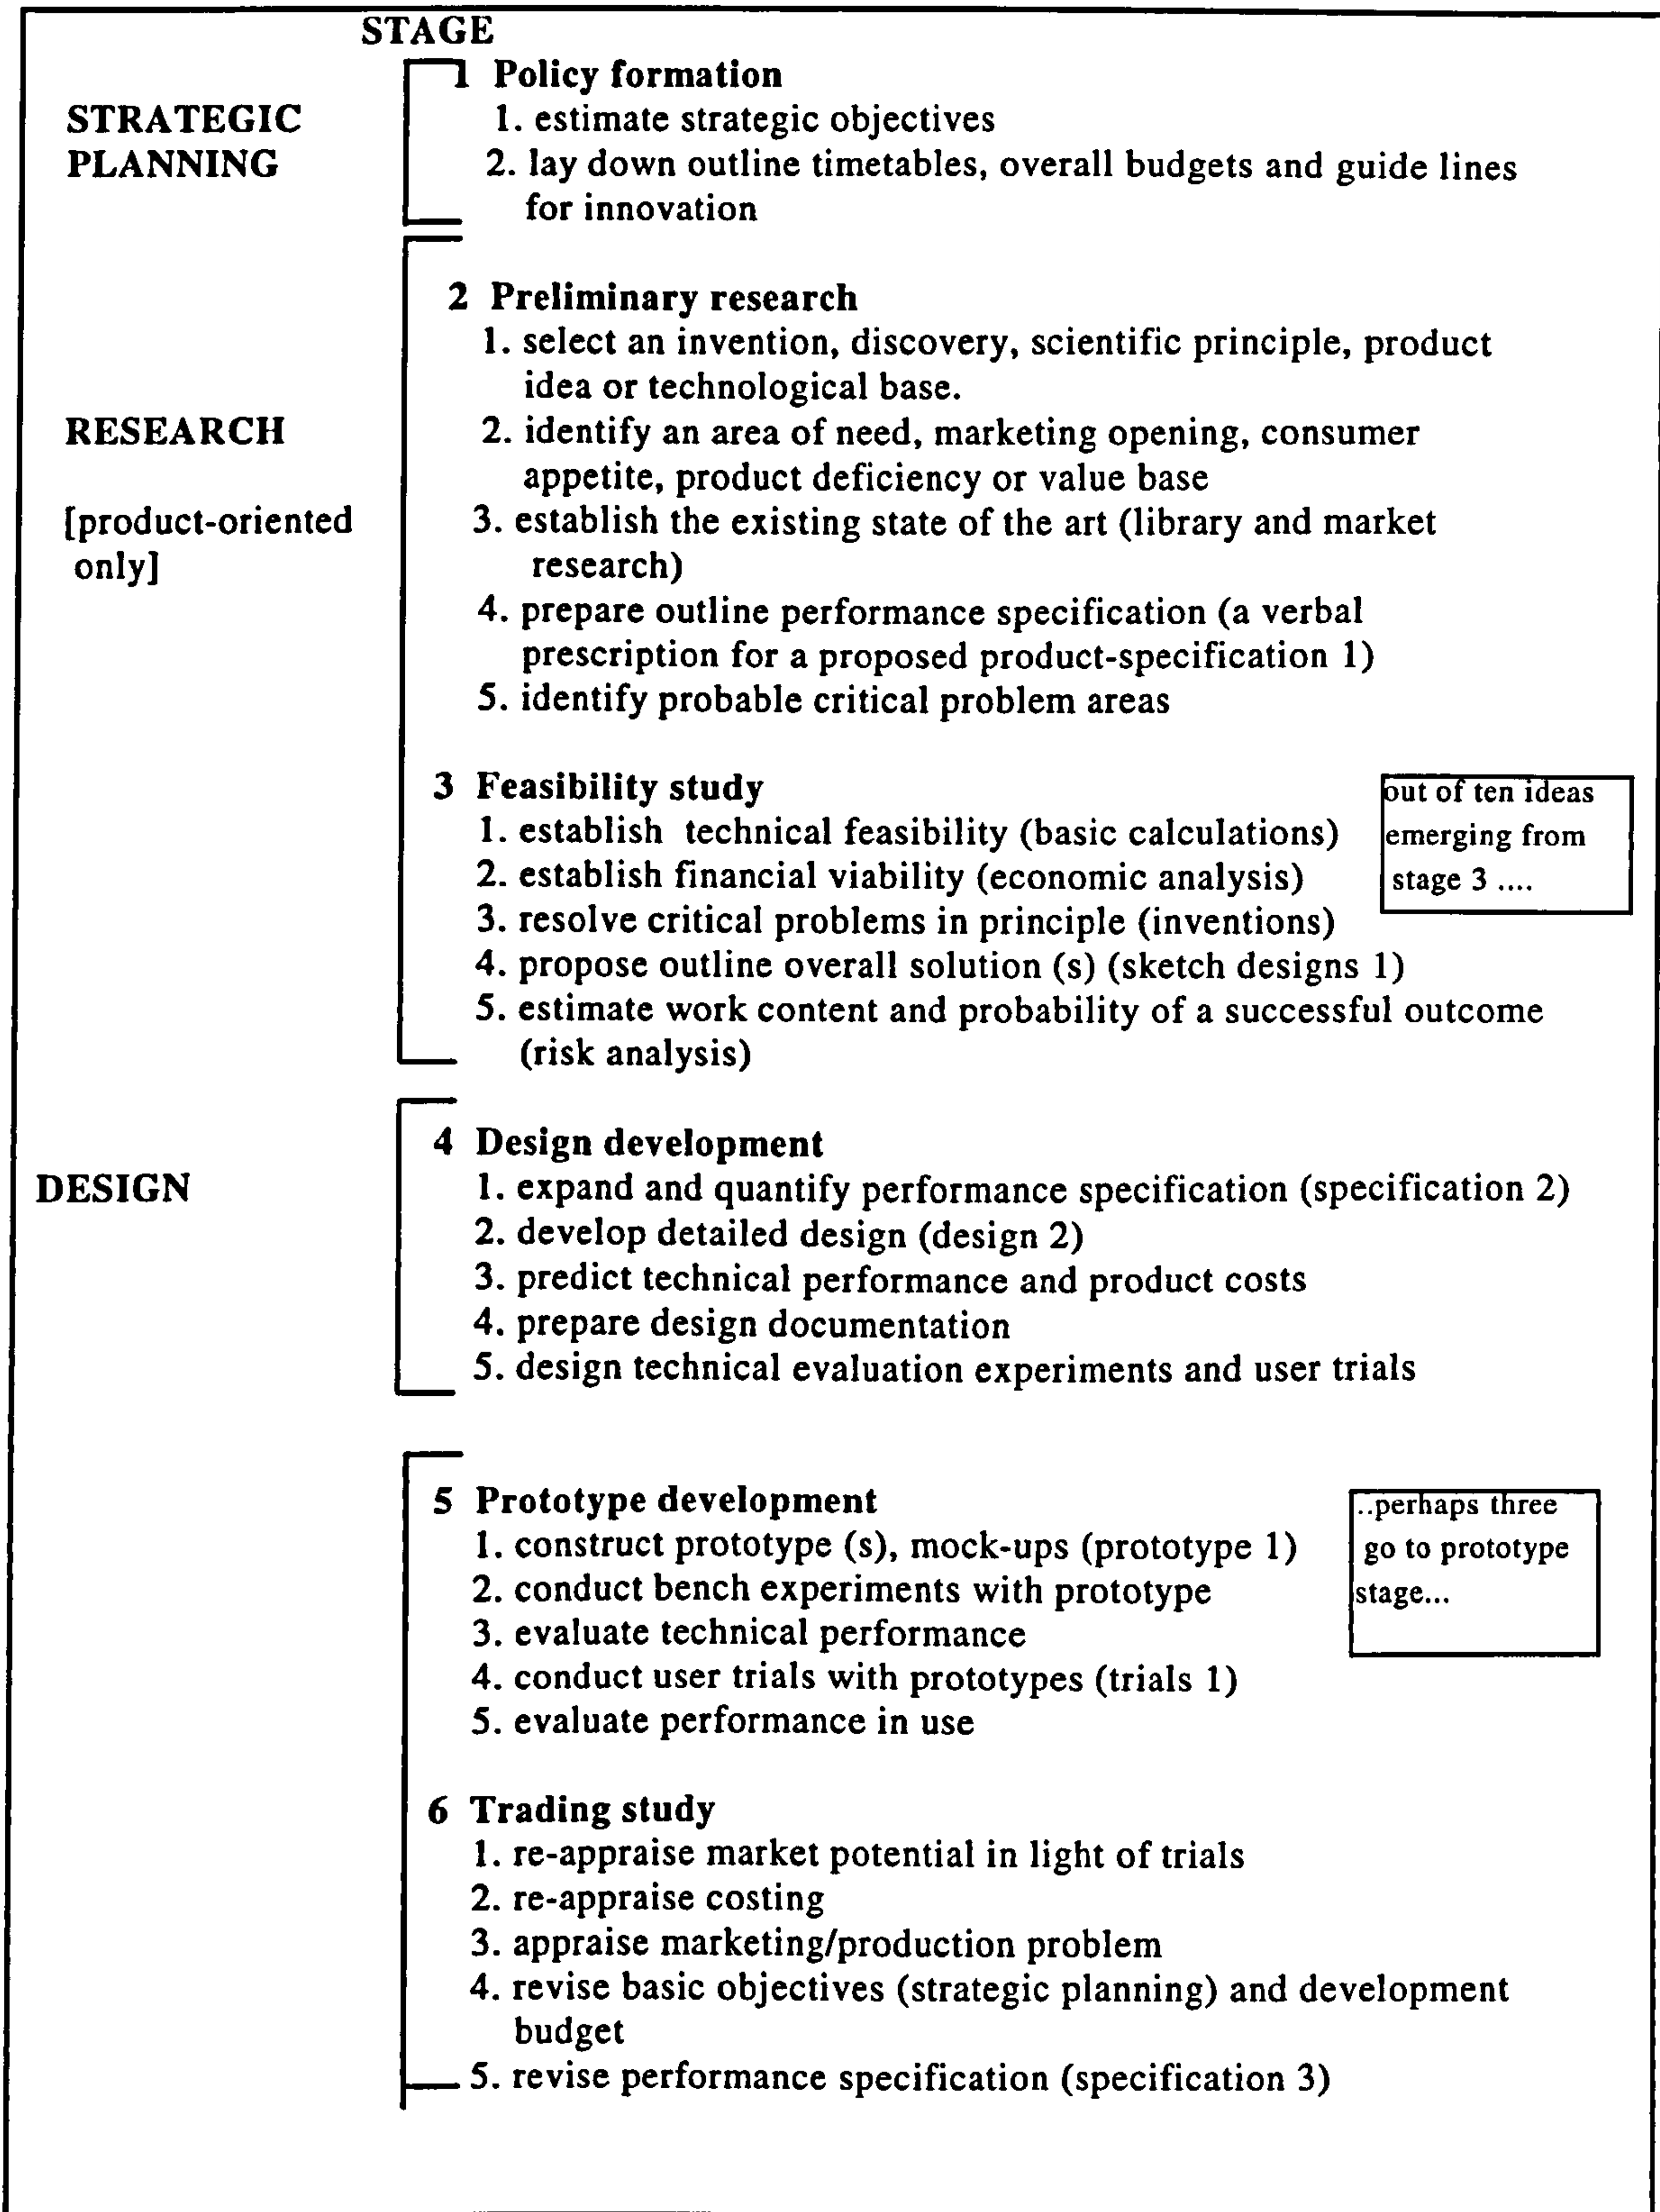 STAGE
1 Policy formation
STRATEGIC
PLANNING
1. estimate strategic objectives
2. lay down outline timetables, overall budgets and guide lines
for innovation
2 Preliminary research
1. select an invention, discovery, scientific principle, product
idea or technological base.
RESEARCH
2. identify an area of need, marketing opening, consumer
appetite, product deficiency or value base
[product-oriented
only]
3. establish the existing state of the art (library and market
research)
4. prepare outline performance specification (a verbal
prescription for a proposed product-specification 1)
5. identify probable critical problem areas
3 Feasibility study
1. establish technical feasibility (basic calculations)
2. establish financial viability (economic analysis)
3. resolve critical problems in principle (inventions)
4. propose outline overall solution (s) (sketch designs 1)
5. estimate work content and probability of a successful outcome
(risk analysis)
out of ten ideas
emerging from
stage 3 ....
4 Design development
DESIGN
1. expand and quantify performance specification (specification 2)
2. develop detailed design (design 2)
3. predict technical performance and product costs
4. prepare design documentation
5. design technical evaluation experiments and user trials
5 Prototype development
1. construct prototype (s), mock-ups (prototype 1)
2. conduct bench experiments with prototype
3. evaluate technical performance
4. conduct user trials with prototypes (trials 1)
5. evaluate performance in use
..perhaps three
go to prototype
stage...
6 Trading study
1. re-appraise market potential in light of trials
2. re-appraise costing
3. appraise marketing/production problem
4. revise basic objectives (strategic planning) and development
budget
5. revise performance specification (specification 3)